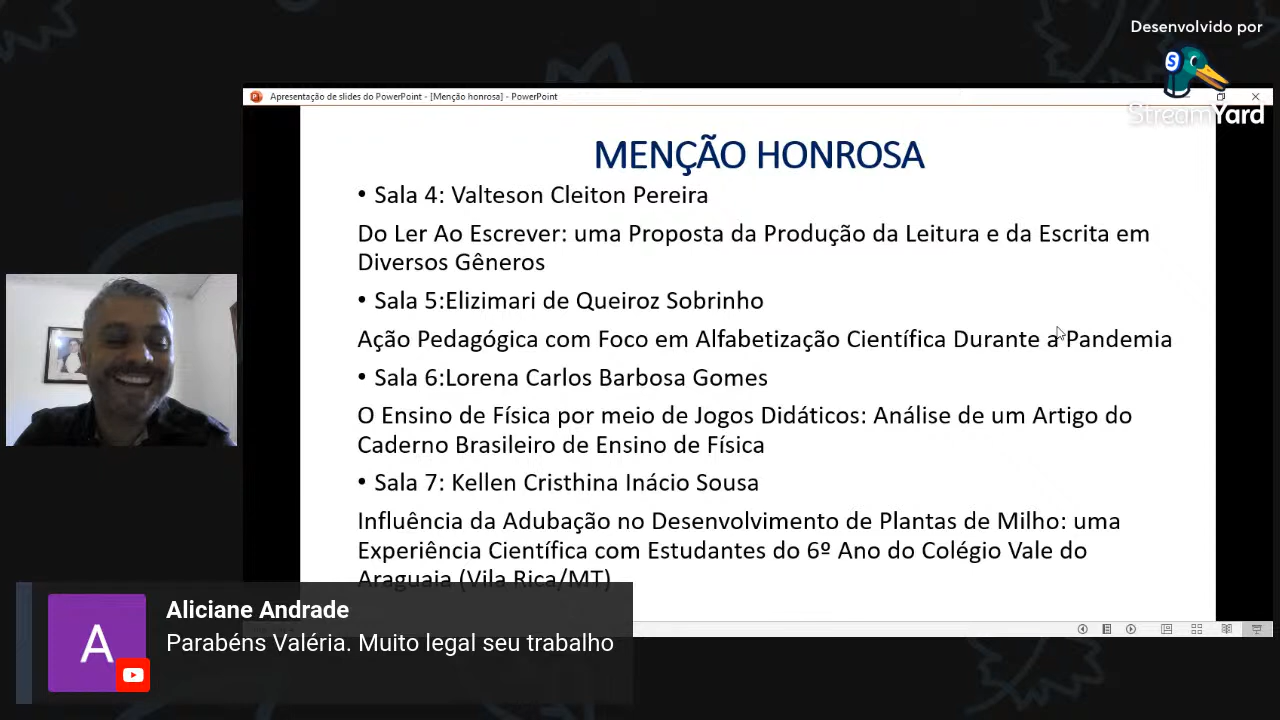 Desenvolvido por
StreamYard
Apresentação de slides do PowerPoint - [Menção honrosa] - PowerPoint
MENÇÃO HONROSA
• Sala 4: Valteson Cleiton Pereira
Do Ler Ao Escrever: uma Proposta da Produção da Leitura e da Escrita em
Diversos Gêneros
• Sala 5:Elizimari de Queiroz Sobrinho
Ação Pedagógica com Foco em Alfabetização Científica Durante a Pandemia
• Sala 6:Lorena Carlos Barbosa Gomes
O Ensino de Física por meio de Jogos Didáticos: Análise de um Artigo do
Caderno Brasileiro de Ensino de Física
• Sala 7: Kellen Cristhina Inácio Sousa
Influência da Adubação no Desenvolvimento de Plantas de Milho: uma
Experiência Científica com Estudantes do 6º Ano do Colégio Vale do
Araguaia (Vila Rica/MT)
A
Aliciane Andrade
Parabéns Valéria. Muito legal seu trabalho